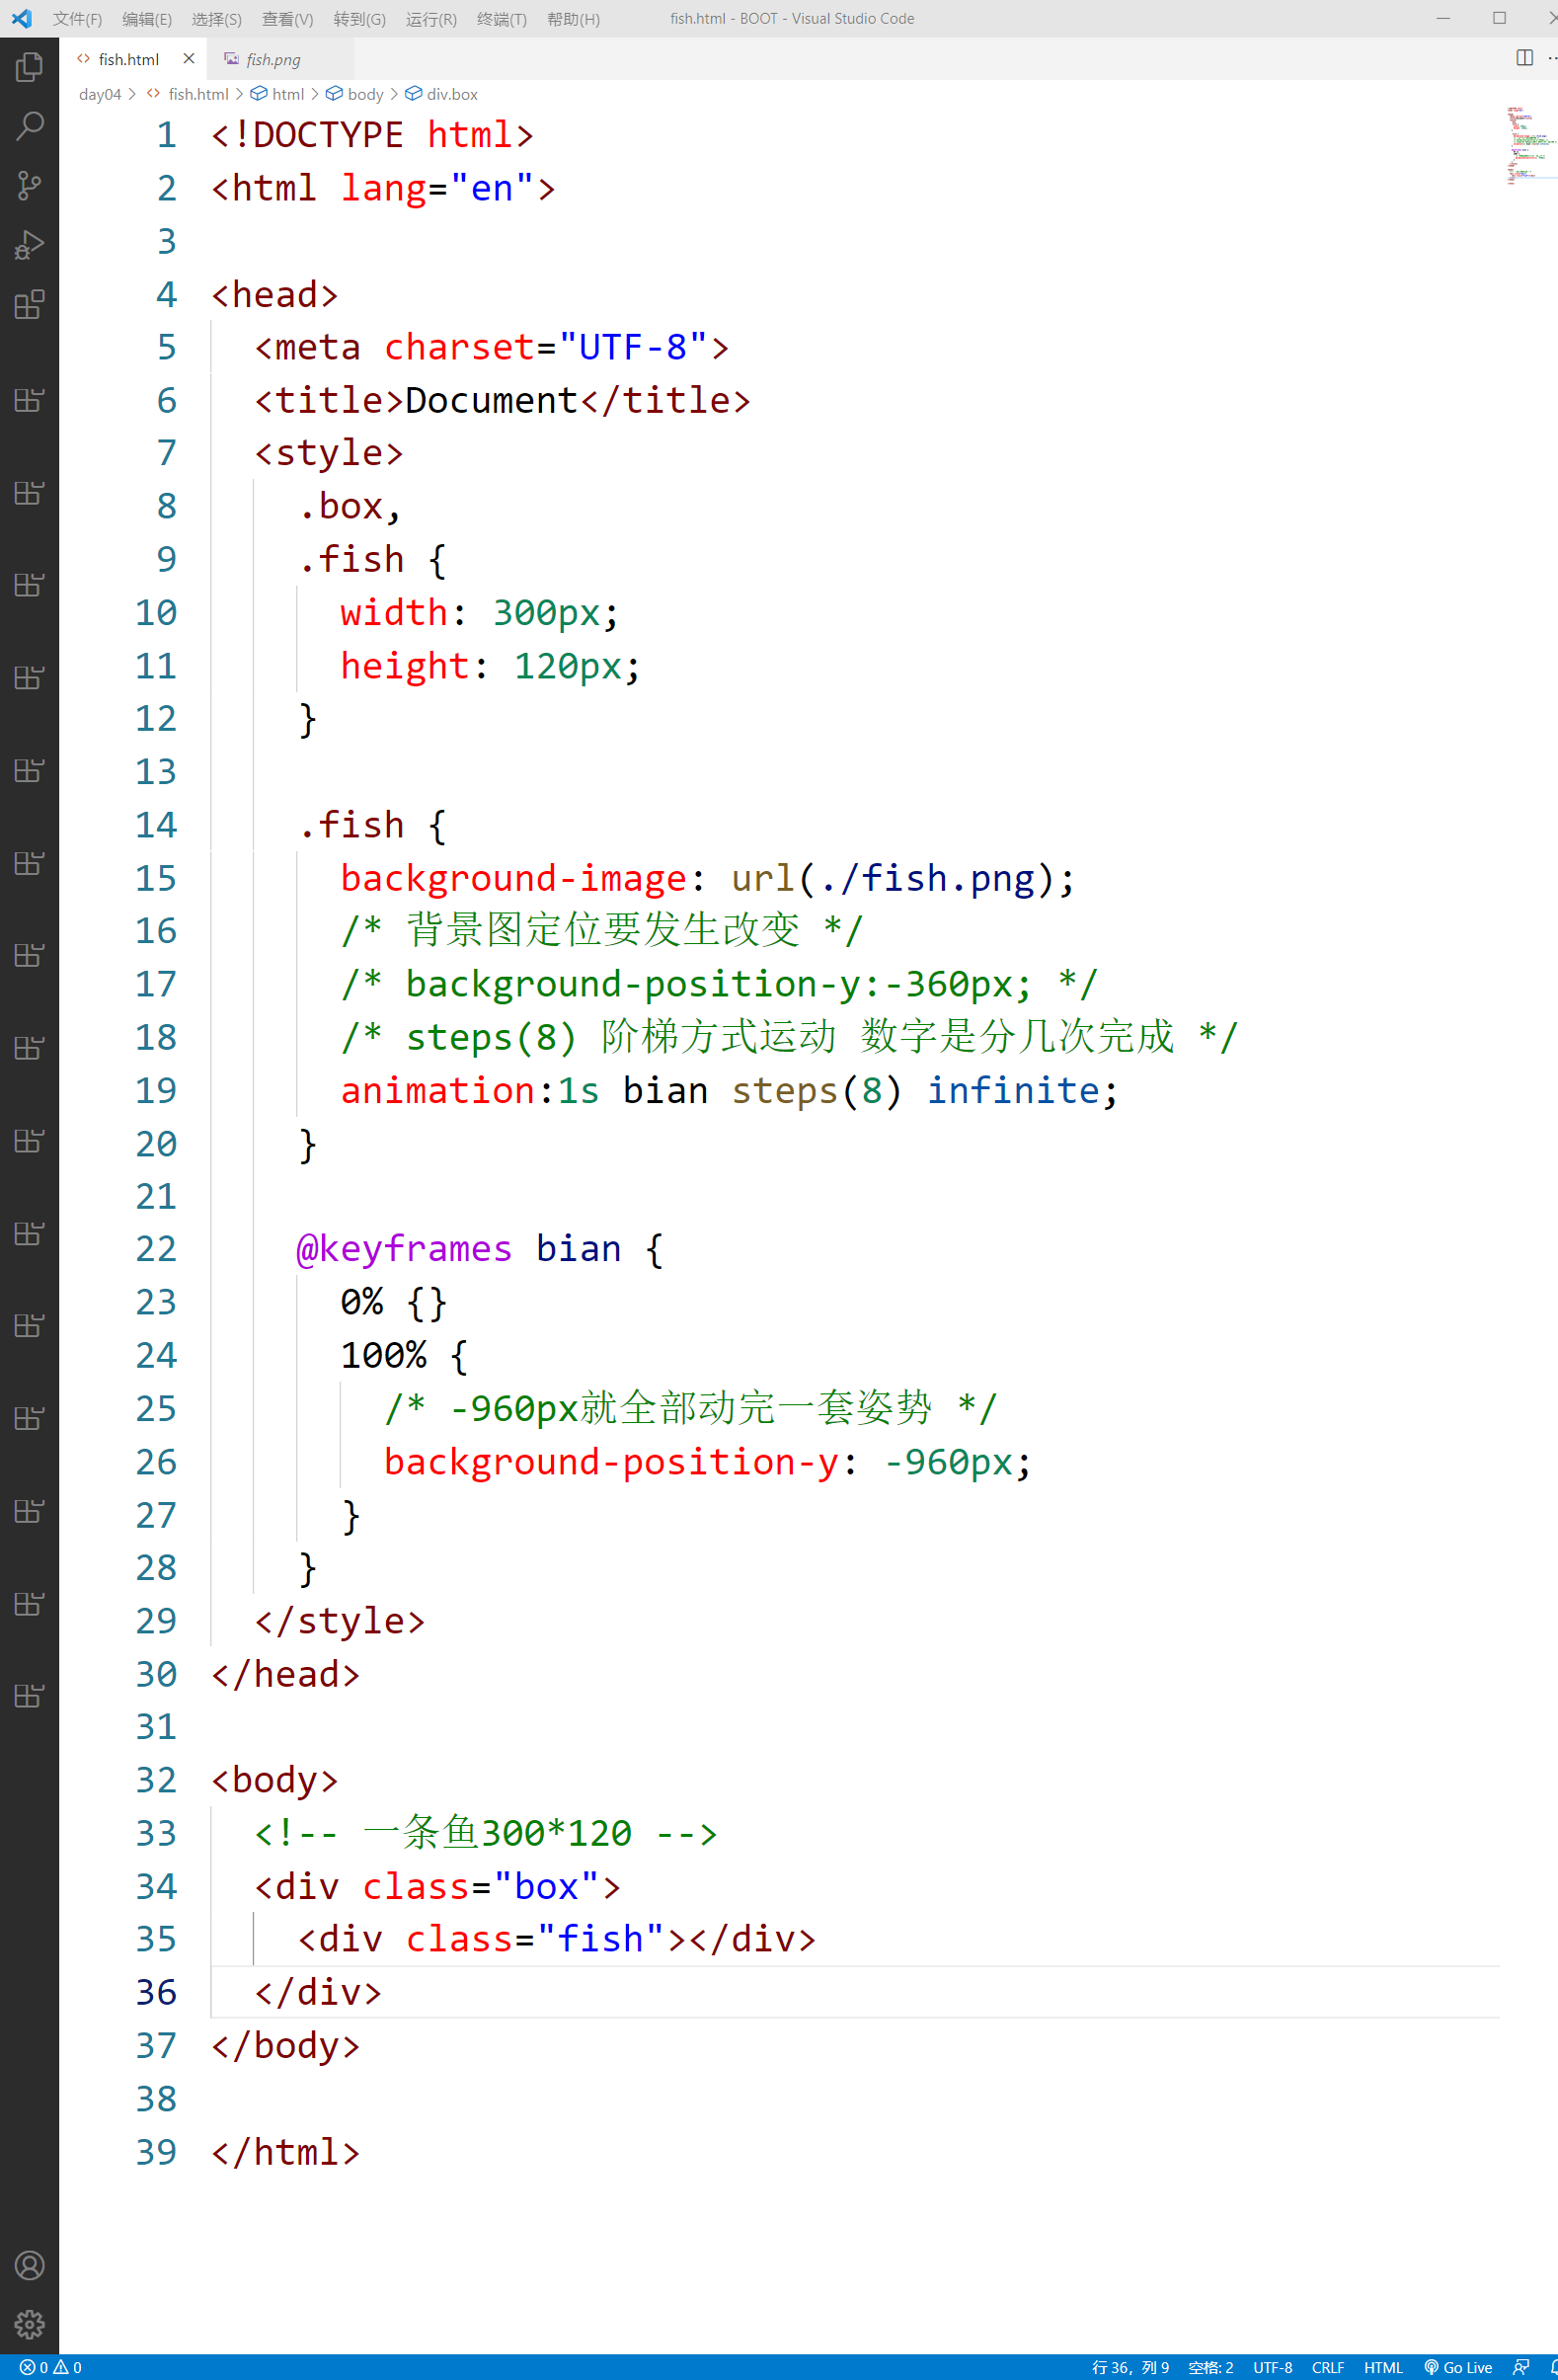 文件(F) 编辑(E) 选择(S) 查看(V) 转到(G) 运行(R) 终端(T) 帮助(H) fish.html - BOOT - Visual Studio Code
fish.html fish.png
day04 > fish.html > html > body > div.box
1 <!DOCTYPE html>
2 <html lang="en">
3
4 <head>
5 <meta charset="UTF-8">
6 <title>Document</title>
7 <style>
8 .box,
9 .fish {
10 width: 300px;
11 height: 120px;
12 }
13
14 .fish {
15 background-image: url(./fish.png);
16 /* 背景图定位要发生改变 */
17 /* background-position-y:-360px; */
18 /* steps(8) 阶梯方式运动 数字是分几次完成 */
19 animation:1s bian steps(8) infinite;
20 }
21
22 @keyframes bian {
23 0% {}
24 100% {
25 /* -960px就全部动完一套姿势 */
26 background-position-y: -960px;
27 }
28 }
29 </style>
30 </head>
31
32 <body>
33 <!-- 一条鱼300*120 -->
34 <div class="box">
35 <div class="fish"></div>
36 </div>
37 </body>
38
39 </html>
0 0 行 36，列 9 空格: 2 UTF-8 CRLF HTML Go Live